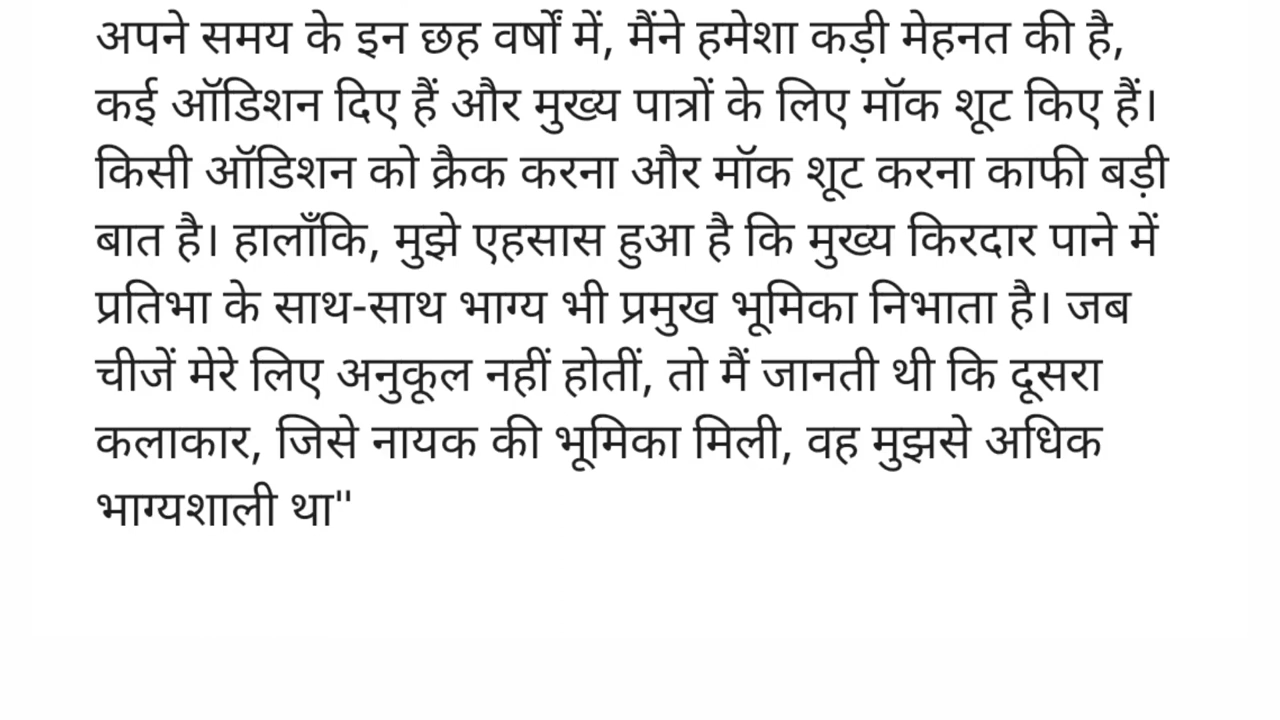 अपने समय के इन छह वर्षों में, मैंने हमेशा कड़ी मेहनत की है,
कई ऑडिशन दिए हैं और मुख्य पात्रों के लिए मॉक शूट किए हैं।
किसी ऑडिशन को क्रैक करना और मॉक शूट करना काफी बड़ी
बात है। हालाँकि, मुझे एहसास हुआ है कि मुख्य किरदार पाने में
प्रतिभा के साथ-साथ भाग्य भी प्रमुख भूमिका निभाता है। जब
चीजें मेरे लिए अनुकूल नहीं होतीं, तो मैं जानती थी कि दूसरा
कलाकार, जिसे नायक की भूमिका मिली, वह मुझसे अधिक
भाग्यशाली था"